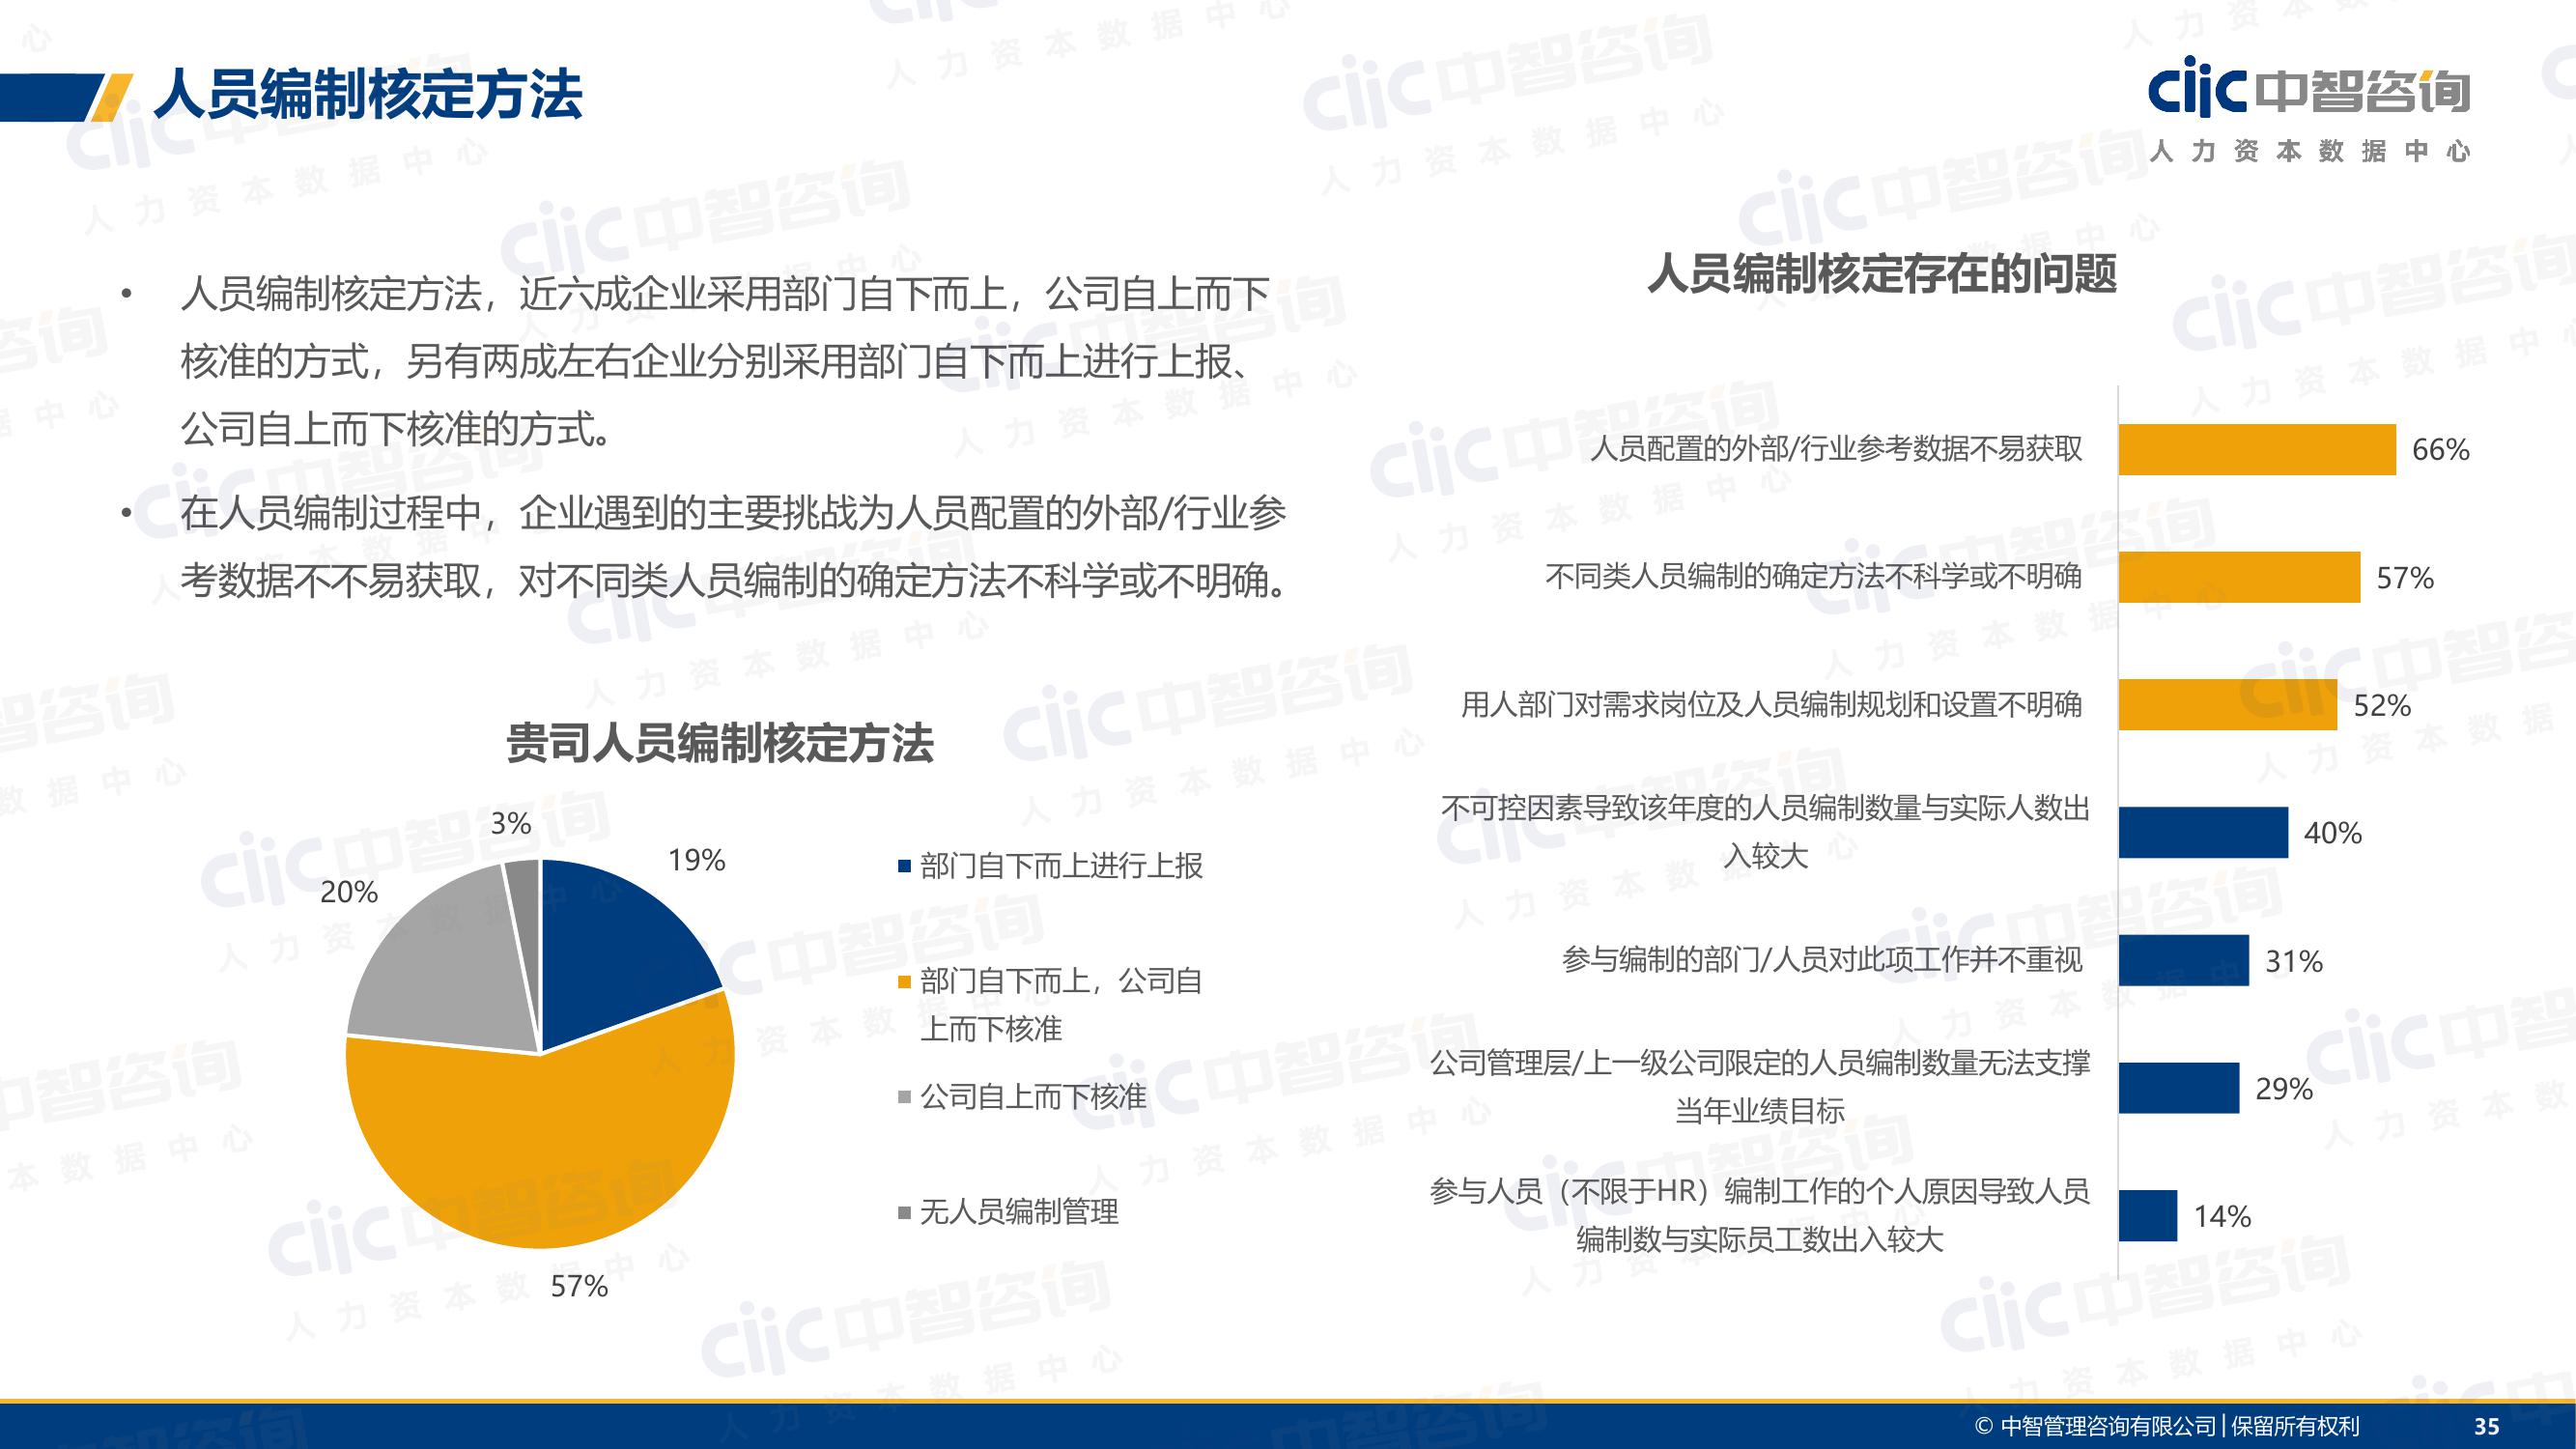 人员编制核定方法
ciic中智咨询
人力资本数据中心
• 人员编制核定方法，近六成企业采用部门自下而上，公司自上而下
核准的方式，另有两成左右企业分别采用部门自下而上进行上报、
公司自上而下核准的方式。
• 在人员编制过程中，企业遇到的主要挑战为人员配置的外部/行业参
考数据不不易获取，对不同类人员编制的确定方法不科学或不明确。
贵司人员编制核定方法
3%
19%
20%
57%
部门自下而上进行上报
部门自下而上，公司自
上而下核准
公司自上而下核准
无人员编制管理
人员编制核定存在的问题
人员配置的外部/行业参考数据不易获取 66%
不同类人员编制的确定方法不科学或不明确 57%
用人部门对需求岗位及人员编制规划和设置不明确 52%
不可控因素导致该年度的人员编制数量与实际人数出
入较大 40%
参与编制的部门/人员对此项工作并不重视 31%
公司管理层/上一级公司限定的人员编制数量无法支撑
当年业绩目标 29%
参与人员（不限于HR）编制工作的个人原因导致人员
编制数与实际员工数出入较大 14%
© 中智管理咨询有限公司|保留所有权利 35